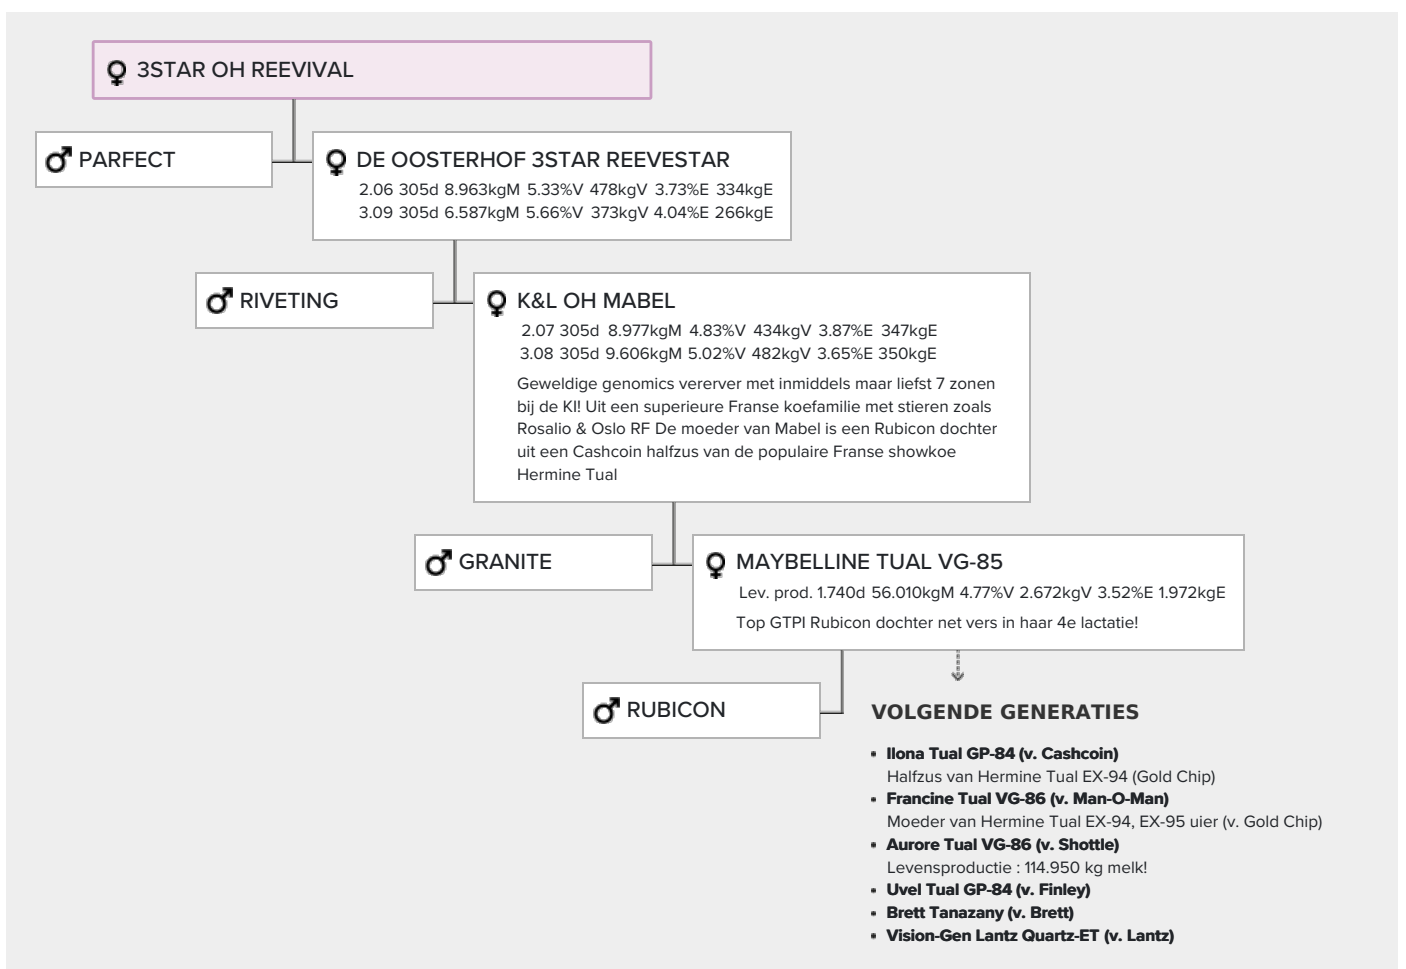 3STAR OH REEVIVAL
PARFECT
DE OOSTERHOF 3STAR REEVESTAR
2.06 305d 8.963kgM 5.33%V 478kgV 3.73%E 334kgE
3.09 305d 6.587kgM 5.66%V 373kgV 4.04%E 266kgE
RIVETING
K&L OH MABEL
2.07 305d 8.977kgM 4.83%V 434kgV 3.87%E 347kgE
3.08 305d 9.606kgM 5.02%V 482kgV 3.65%E 350kgE
Geweldige genomics vererver met inmiddels maar liefst 7 zonen
bij de KI! Uit een superieure Franse koefamilie met stieren zoals
Rosalio & Oslo RF De moeder van Mabel is een Rubicon dochter
uit een Cashcoin halfzus van de populaire Franse showkoe
Hermine Tual
GRANITE
MAYBELLINE TUAL VG-85
Lev. prod. 1.740d 56.010kgM 4.77%V 2.672kgV 3.52%E 1.972kgE
Top GTPI Rubicon dochter net vers in haar 4e lactatie!
RUBICON
VOLGENDE GENERATIES
• Ilona Tual GP-84 (v. Cashcoin)
Halfzus van Hermine Tual EX-94 (Gold Chip)
• Francine Tual VG-86 (v. Man-O-Man)
Moeder van Hermine Tual EX-94, EX-95 uier (v. Gold Chip)
• Aurore Tual VG-86 (v. Shottle)
Levensproductie : 114.950 kg melk!
• Uvel Tual GP-84 (v. Finley)
• Brett Tanazany (v. Brett)
• Vision-Gen Lantz Quartz-ET (v. Lantz)